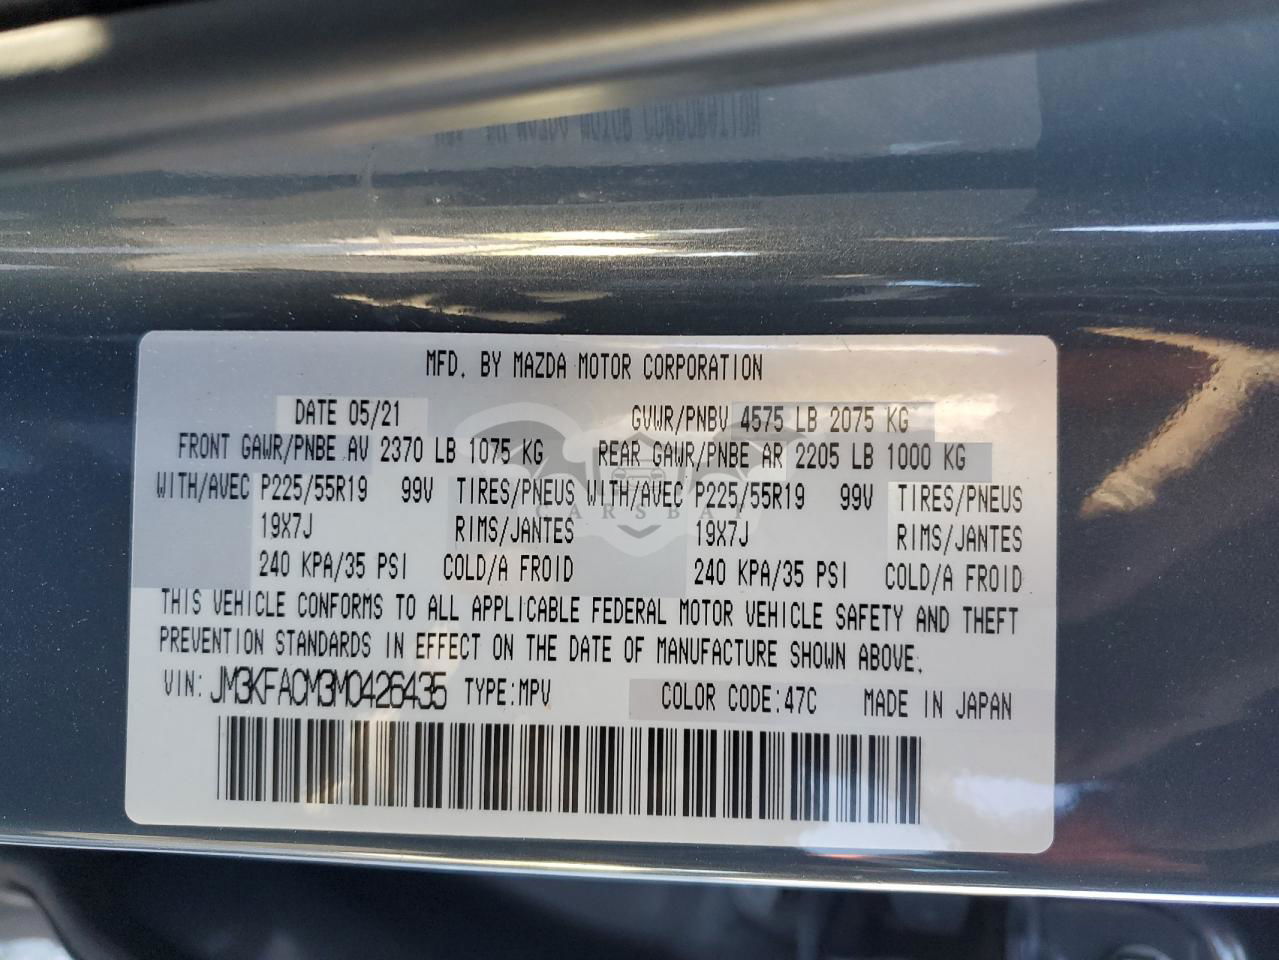 MFD. BY MAZDA MOTOR CORPORATION
DATE 05/21 GVWR/PNBV 4575 LB 2075 KG
FRONT GAWR/PNBE AV 2370 LB 1075 KG REAR GAWR/PNBE AR 2205 LB 1000 KG
WITH/AVEC P225/55R19 99V TIRES/PNEUS WITH/AVEC P225/55R19 99V TIRES/PNEUS
CARSBAT
19X7J RIMS/JANTES 19X7J RIMS/JANTES
240 KPA/35 PSI COLD/A FROID 240 KPA/35 PSI COLD/A FROID
THIS VEHICLE CONFORMS TO ALL APPLICABLE FEDERAL MOTOR VEHICLE SAFETY AND THEFT
PREVENTION STANDARDS IN EFFECT ON THE DATE OF MANUFACTURE SHOWN ABOVE.
VIN: JM3KFACM3M0426435 TYPE:MPV COLOR CODE:47C MADE IN JAPAN